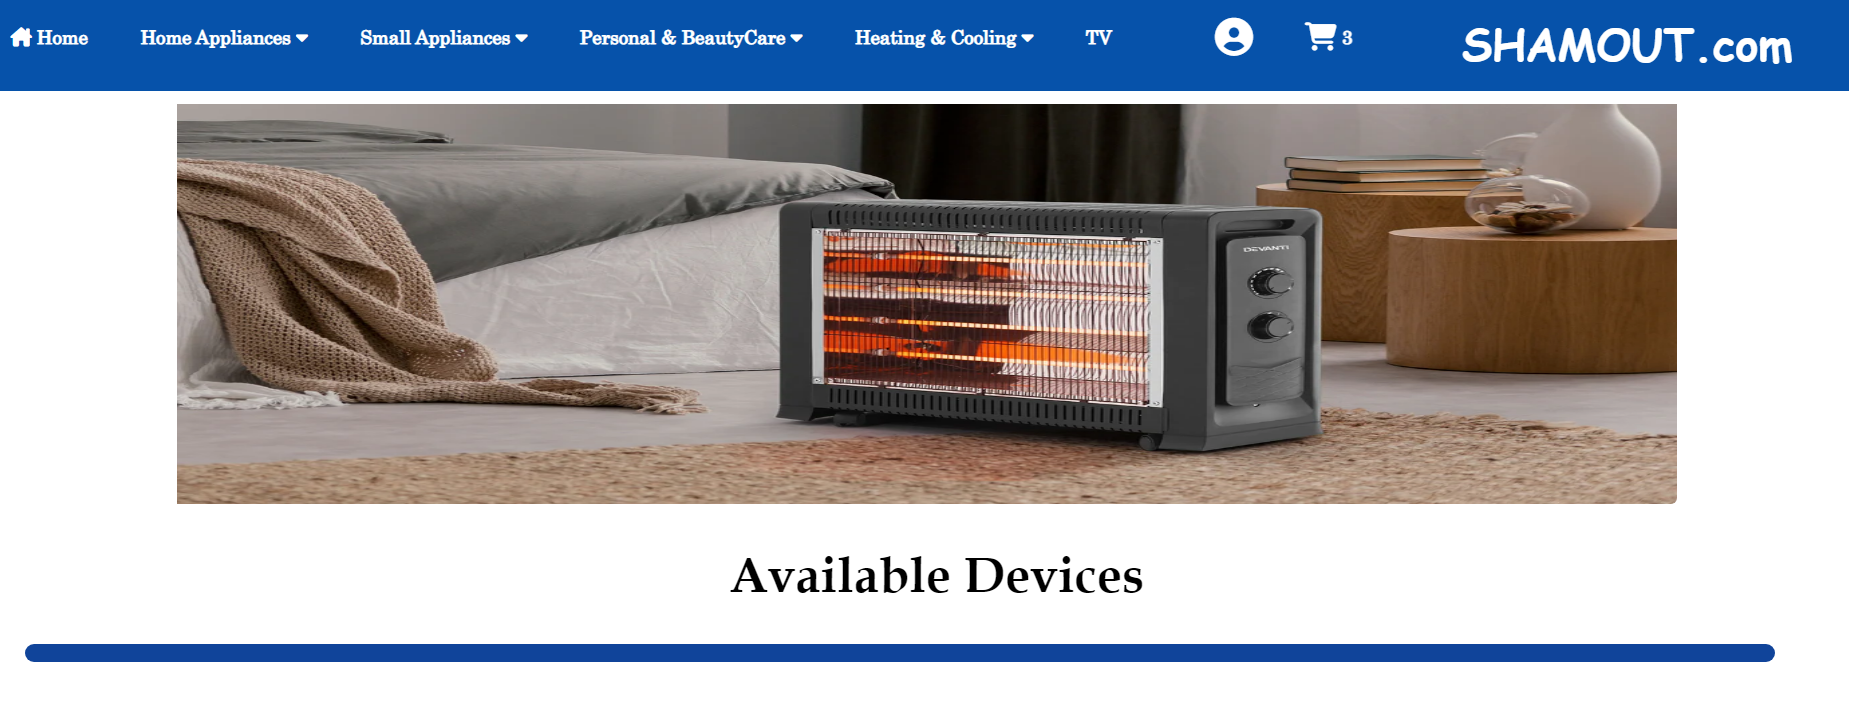 Home
Home Appliances
Small Appliances
Personal & BeautyCare
Heating & Cooling
TV
3
SHAMOUT.com
DEVANTI
Available Devices